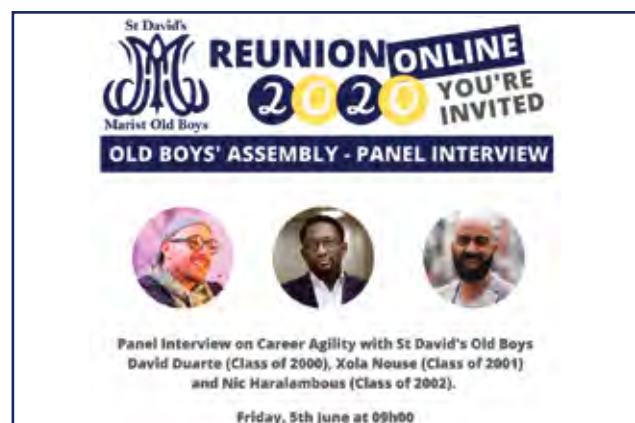 St David's
Marist Old Boys
REUNION ONLINE
2020 YOU'RE
INVITED
OLD BOYS' ASSEMBLY - PANEL INTERVIEW
Panel Interview on Career Agility with St David's Old Boys
David Duarte (Class of 2000), Xola Nouse (Class of 2001)
and Nic Haralambous (Class of 2002).
Friday, 5th June at 09h00